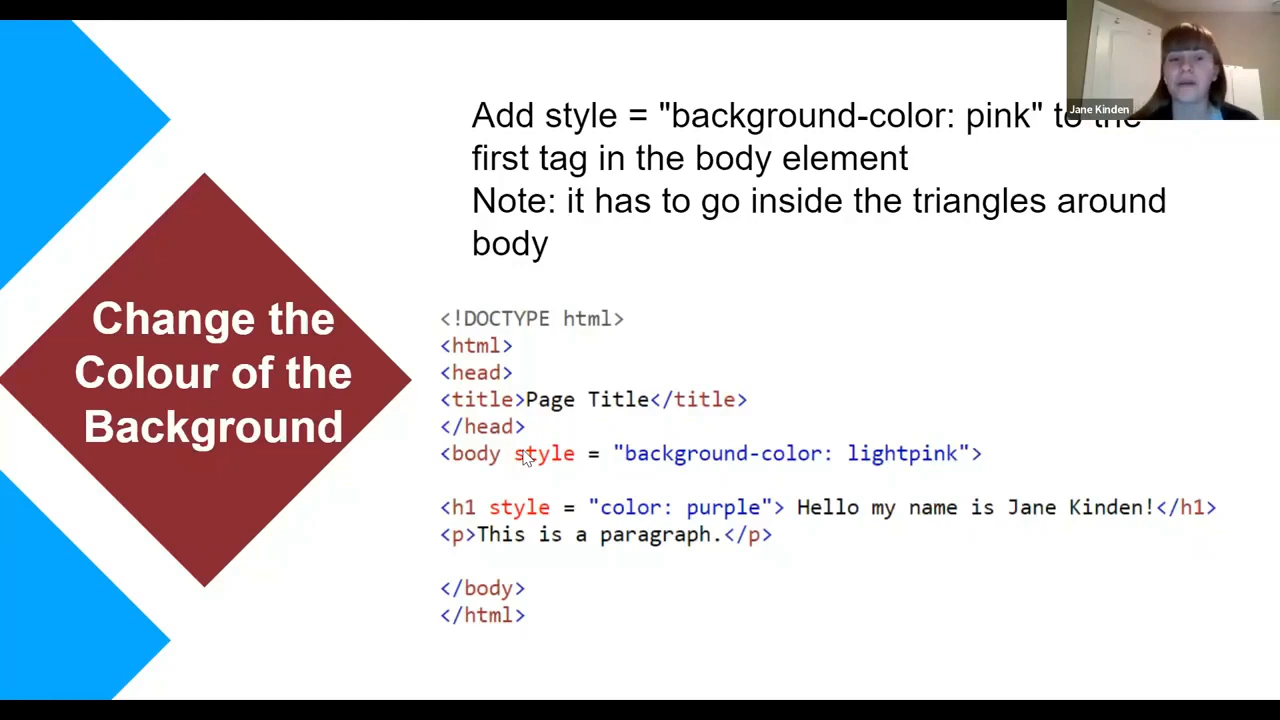 Add style = "background-color: pink" to the
first tag in the body element
Note: it has to go inside the triangles around
body
Jane Kinden
Change the
Colour of the
Background
<!DOCTYPE html>
<html>
<head>
<title>Page Title</title>
</head>
<body style = "background-color: lightpink">
<h1 style = "color: purple"> Hello my name is Jane Kinden!</h1>
<p>This is a paragraph.</p>
</body>
</html>